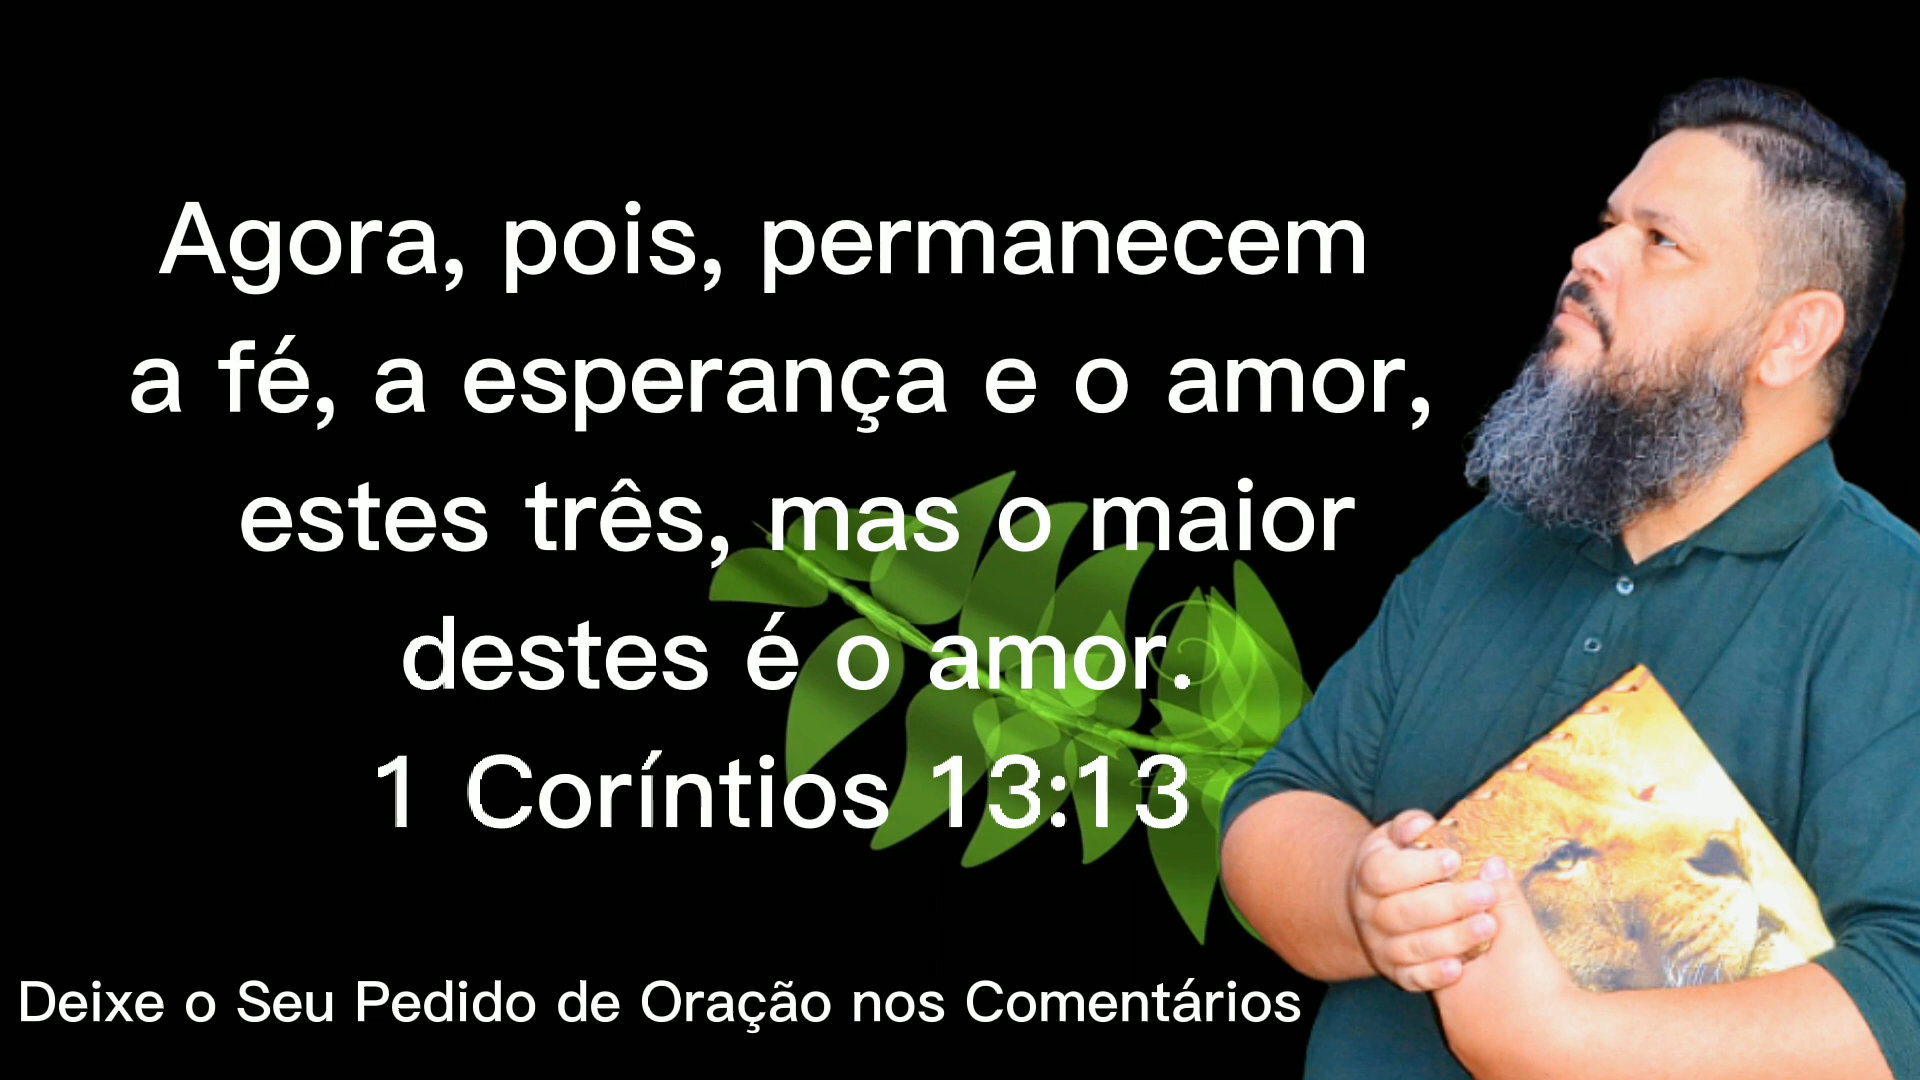 Agora, pois, permanecem
a fé, a esperança e o amor,
estes três, mas o maior
destes é o amor.
1 Coríntios 13:13
Deixe o Seu Pedido de Oração nos Comentários